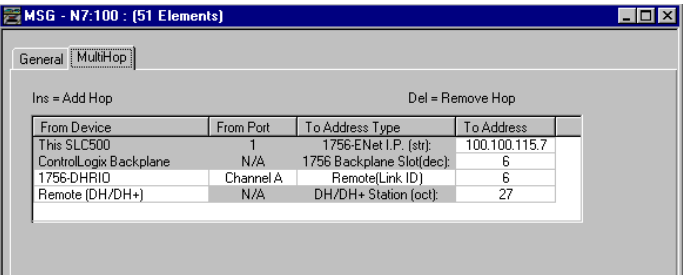 MSG - N7:100 : (51 Elements)
General MultiHop
Ins = Add Hop Del = Remove Hop
From Device From Port To Address Type To Address
This SLC500 1 1756-ENet I.P. (str): 100.100.115.7
ControlLogix Backplane N/A 1756 Backplane Slot(dec): 6
1756-DHRIO Channel A Remote(Link ID) 6
Remote (DH/DH+) N/A DH/DH+ Station (oct): 27